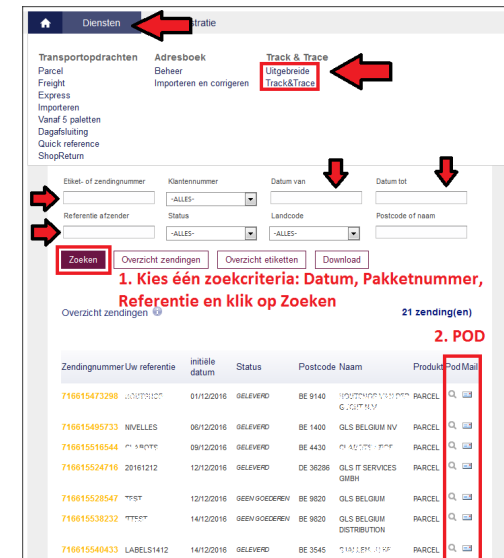 Diensten
stratie
Transportopdrachten Adresboek Track & Trace
Parcel Beheer Uitgebreide
Freight Importeren en corrigeren Track&Trace
Express
Importeren
Vanaf 5 paletten
Dagafsluiting
Quick reference
ShopReturn
Etiket- of zendingnummer Klantennummer Datum van Datum tot
-ALLES-
Referentie afzender Status Landcode Postcode of naam
-ALLES- -ALLES-
Zoeken Overzicht zendingen Overzicht etiketten Download
1. Kies één zoekcriteria: Datum, Pakketnummer,
Referentie en klik op Zoeken
Overzicht zendingen 21 zending(en)
2. POD
Zendingnummer Uw referentie initiële datum Status Postcode Naam Produkt Pod Mail
716615473298 01/12/2016 GELEVERD BE 9140 PARCEL
716615495733 NIVELLES 08/12/2016 GELEVERD BE 1400 GLS BELGIUM NV PARCEL
716615516544 09/12/2016 GELEVERD BE 4430 PARCEL
716615524716 20161212 12/12/2016 GELEVERD DE 36286 GLS IT SERVICES GMBH PARCEL
716615528547 TEST 12/12/2016 GEEN GOEDEREN BE 9820 GLS BELGIUM PARCEL
716615538232 TTEST 14/12/2016 GEEN GOEDEREN BE 9820 GLS BELGIUM DISTRIBUTION PARCEL
716615540433 LABELS1412 14/12/2016 GELEVERD BE 3545 PARCEL